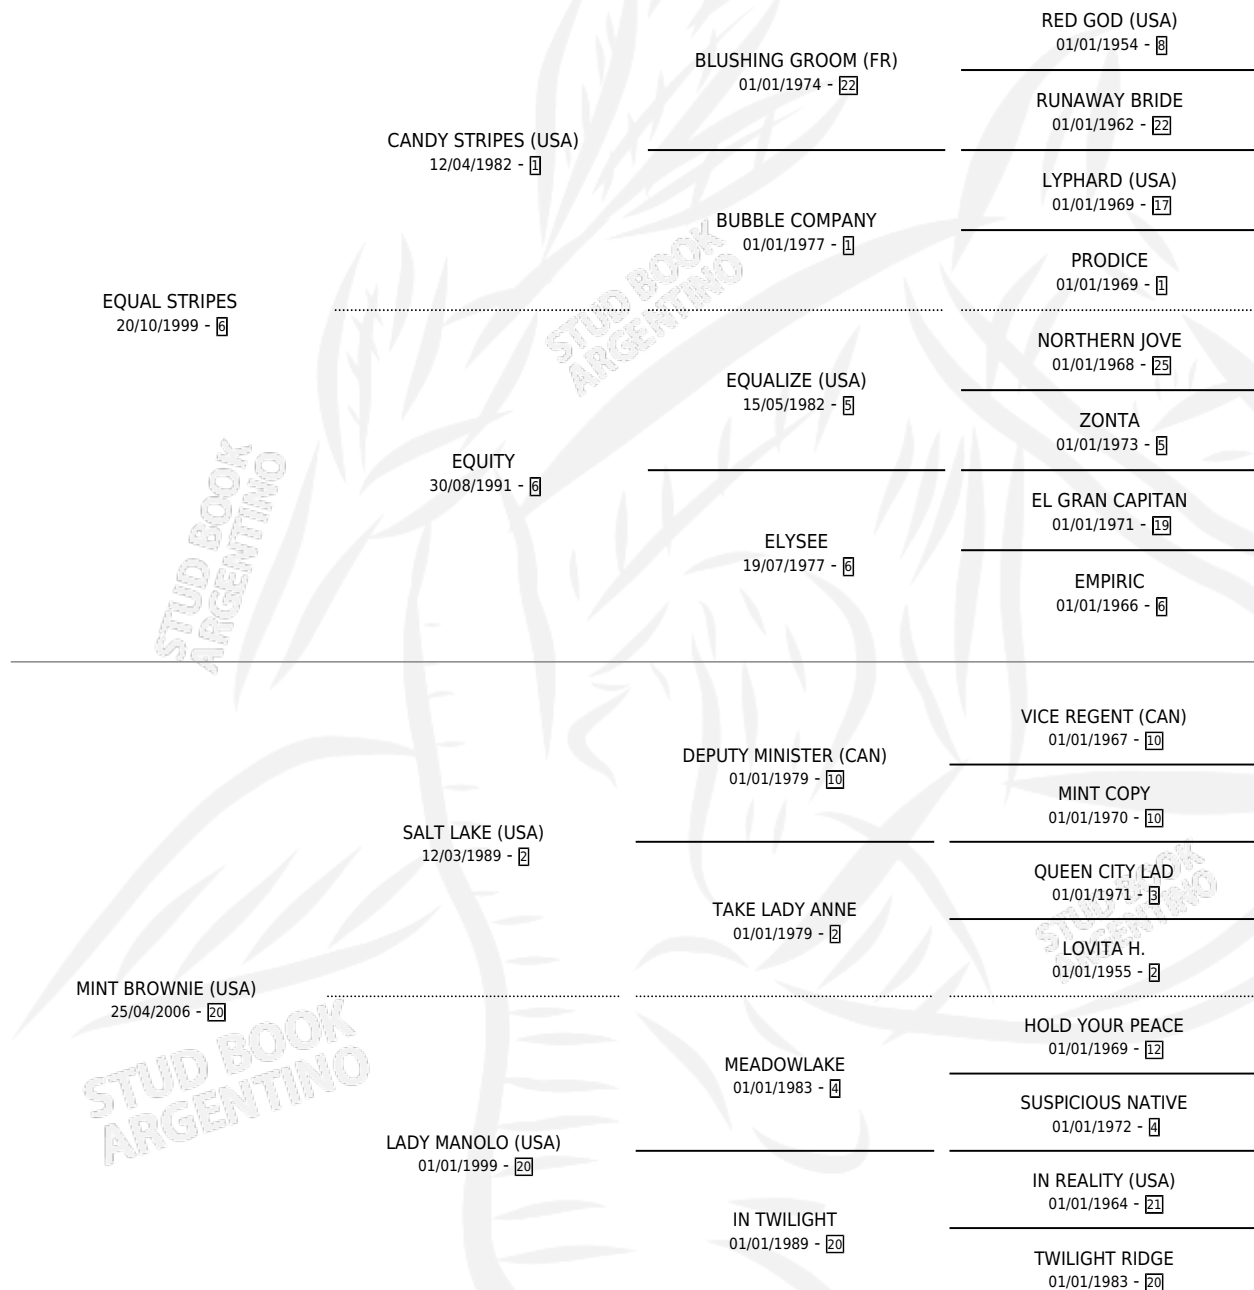 RED GOD (USA)
01/01/1954 - 8
BLUSHING GROOM (FR)
01/01/1974 - 22
RUNAWAY BRIDE
01/01/1962 - 22
CANDY STRIPES (USA)
12/04/1982 - 1
LYPHARD (USA)
01/01/1969 - 17
BUBBLE COMPANY
01/01/1977 - 1
PRODICE
01/01/1969 - 1
EQUAL STRIPES
20/10/1999 - 6
STUD BOOK
ARGENTINO
NORTHERN JOVE
01/01/1968 - 25
EQUALIZE (USA)
15/05/1982 - 5
ZONTA
01/01/1973 - 5
EQUITY
30/08/1991 - 6
EL GRAN CAPITAN
01/01/1971 - 19
ELYSEE
19/07/1977 - 6
EMPIRIC
01/01/1966 - 6
STUD BOOK
ARGENTINO
VICE REGENT (CAN)
01/01/1967 - 10
DEPUTY MINISTER (CAN)
01/01/1979 - 10
MINT COPY
01/01/1970 - 10
SALT LAKE (USA)
12/03/1989 - 2
QUEEN CITY LAD
01/01/1971 - 3
TAKE LADY ANNE
01/01/1979 - 2
LOVITA H.
01/01/1955 - 2
STUD BOOK
ARGENTINO
MINT BROWNIE (USA)
25/04/2006 - 20
STUD BOOK
ARGENTINO
HOLD YOUR PEACE
01/01/1969 - 12
MEADOWLAKE
01/01/1983 - 4
SUSPICIOUS NATIVE
01/01/1972 - 4
LADY MANOLO (USA)
01/01/1999 - 20
IN REALITY (USA)
01/01/1964 - 21
IN TWILIGHT
01/01/1989 - 20
TWILIGHT RIDGE
01/01/1983 - 20